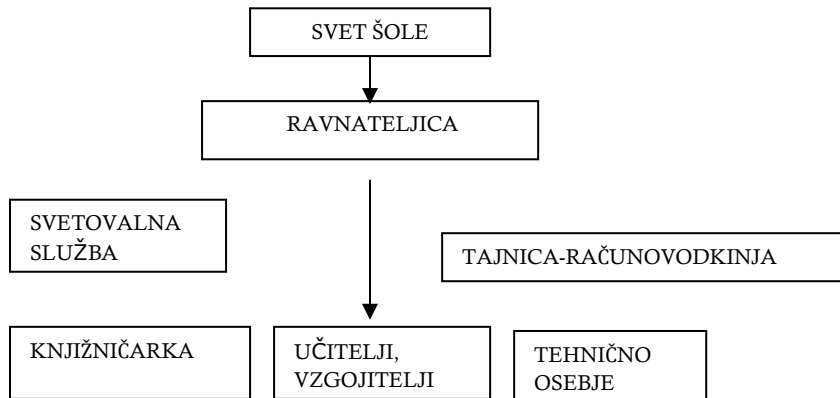 SVET ŠOLE
RAVNATELJICA
SVETOVALNA
SLUŽBA
TAJNICA-RAČUNOVODKINJA
KNJIŽNIČARKA
UČITELJI,
VZGOJITELJI
TEHNIČNO
OSEBJE